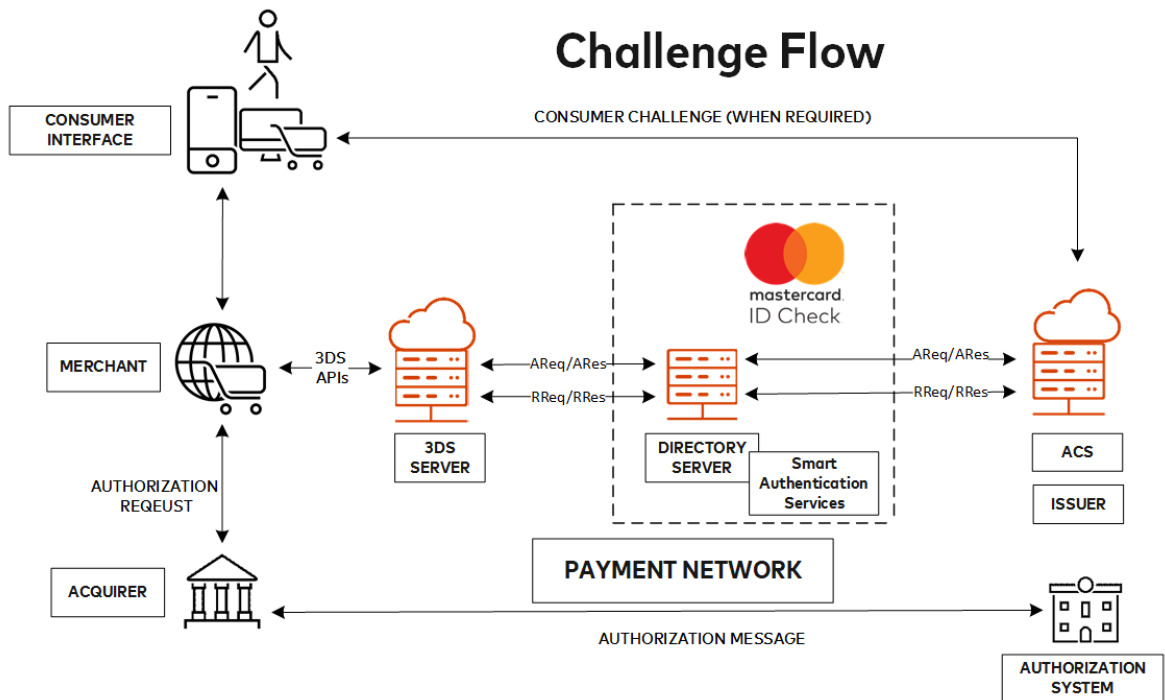 Challenge Flow
CONSUMER CHALLENGE (WHEN REQUIRED)
CONSUMER
INTERFACE
mastercard.
ID Check
MERCHANT
3DS
APIs
AReq/ARes
RReq/RRes
AReq/ARes
RReq/RRes
3DS
SERVER
DIRECTORY
SERVER
Smart
Authentication
Services
ACS
ISSUER
AUTHORIZATION
REQEUST
PAYMENT NETWORK
ACQUIRER
AUTHORIZATION MESSAGE
AUTHORIZATION
SYSTEM